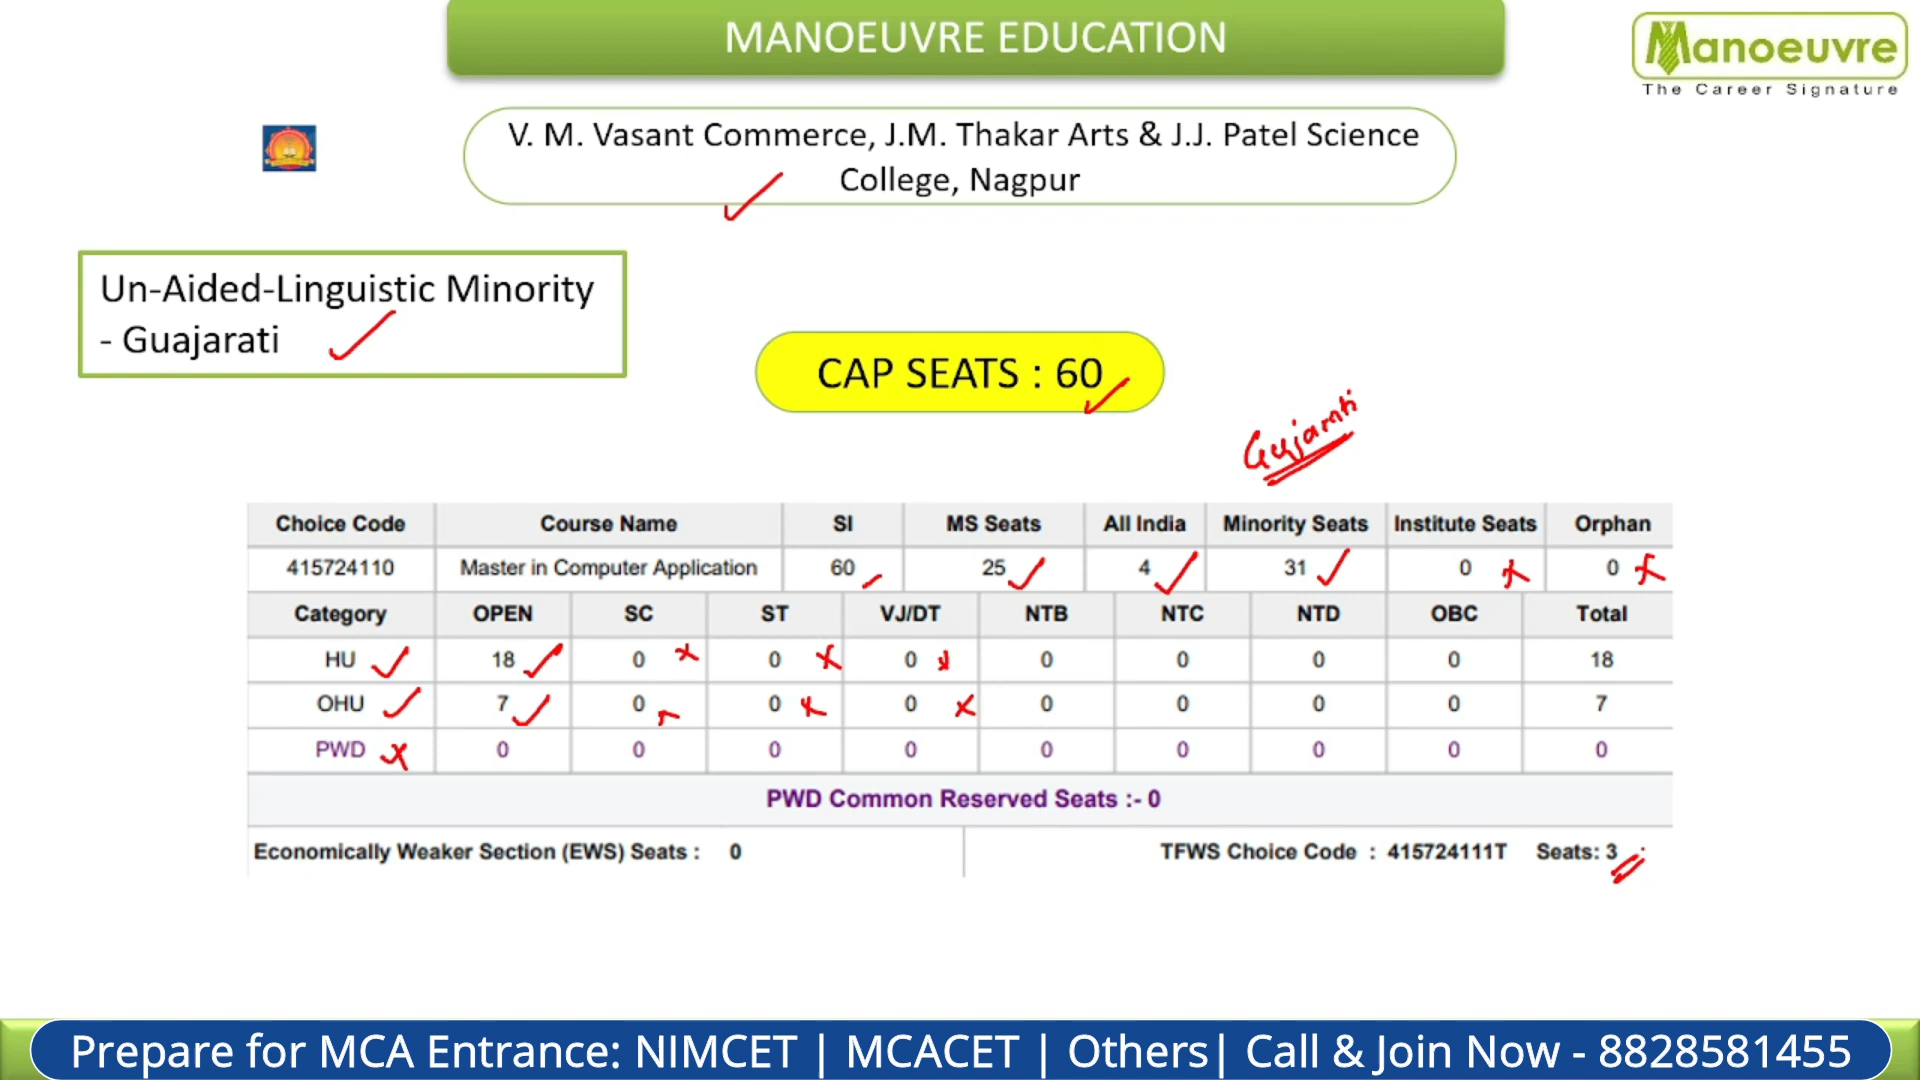 MANOEUVRE EDUCATION
Manoeuvre
The Career Signature
V. M. Vasant Commerce, J.M. Thakar Arts & J.J. Patel Science
College, Nagpur
Un-Aided-Linguistic Minority
- Guajarati
CAP SEATS : 60
Gujarati
Choice Code Course Name SI MS Seats All India Minority Seats Institute Seats Orphan
415724110 Master in Computer Application 60 25 4 31 0 0
Category OPEN SC ST VJ/DT NTB NTC NTD OBC Total
HU 18 0 0 0 0 0 0 0 18
OHU 7 0 0 0 0 0 0 0 7
PWD 0 0 0 0 0 0 0 0 0
PWD Common Reserved Seats :- 0
Economically Weaker Section (EWS) Seats : 0 TFWS Choice Code : 415724111T Seats: 3
Prepare for MCA Entrance: NIMCET | MCACET | Others| Call & Join Now - 8828581455